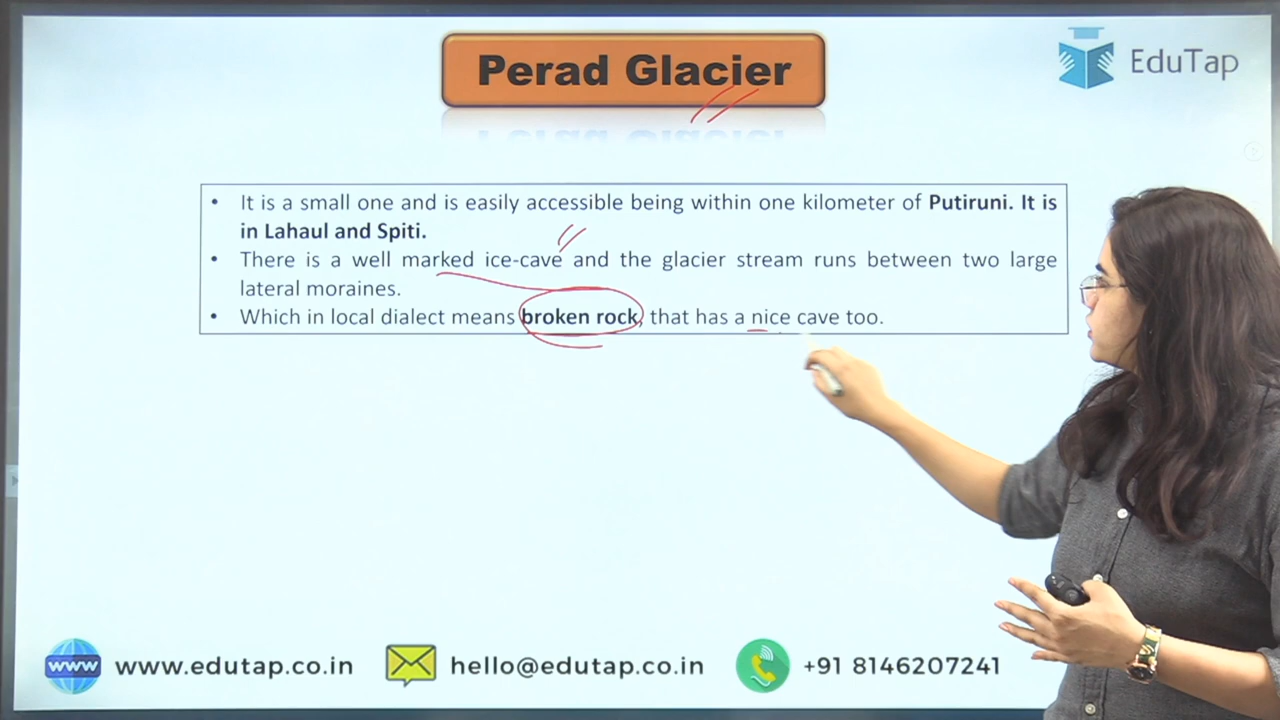 Perad Glacier
EduTap
• It is a small one and is easily accessible being within one kilometer of Putiruni. It is
in Lahaul and Spiti.
• There is a well marked ice-cave and the glacier stream runs between two large
lateral moraines.
• Which in local dialect means broken rock, that has a nice cave too.
www www.edutap.co.in hello@edutap.co.in +91 8146207241